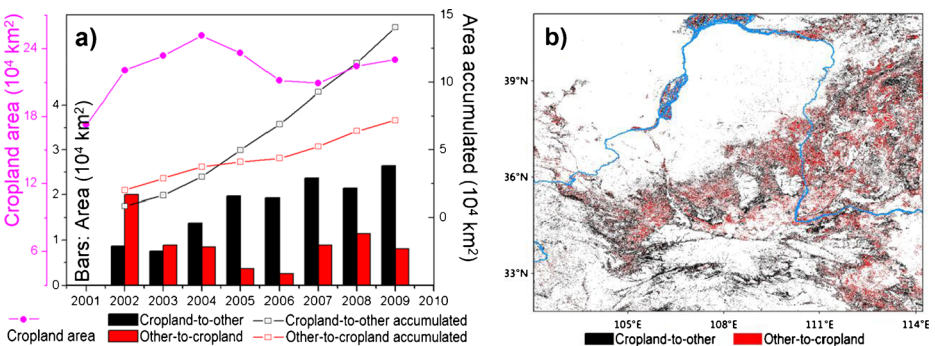 a)
b)
Cropland area (10⁴ km²)
24
18
12
6
Bars: Area (10⁴ km²)
4
3
2
1
0
Area accumulated (10⁴ km²)
15
10
5
0
2001 2002 2003 2004 2005 2006 2007 2008 2009 2010
Cropland area
Cropland-to-other
Cropland-to-other accumulated
Other-to-cropland
Other-to-cropland accumulated
39°N
36°N
33°N
105°E 108°E 111°E 114°E
Cropland-to-other Other-to-cropland